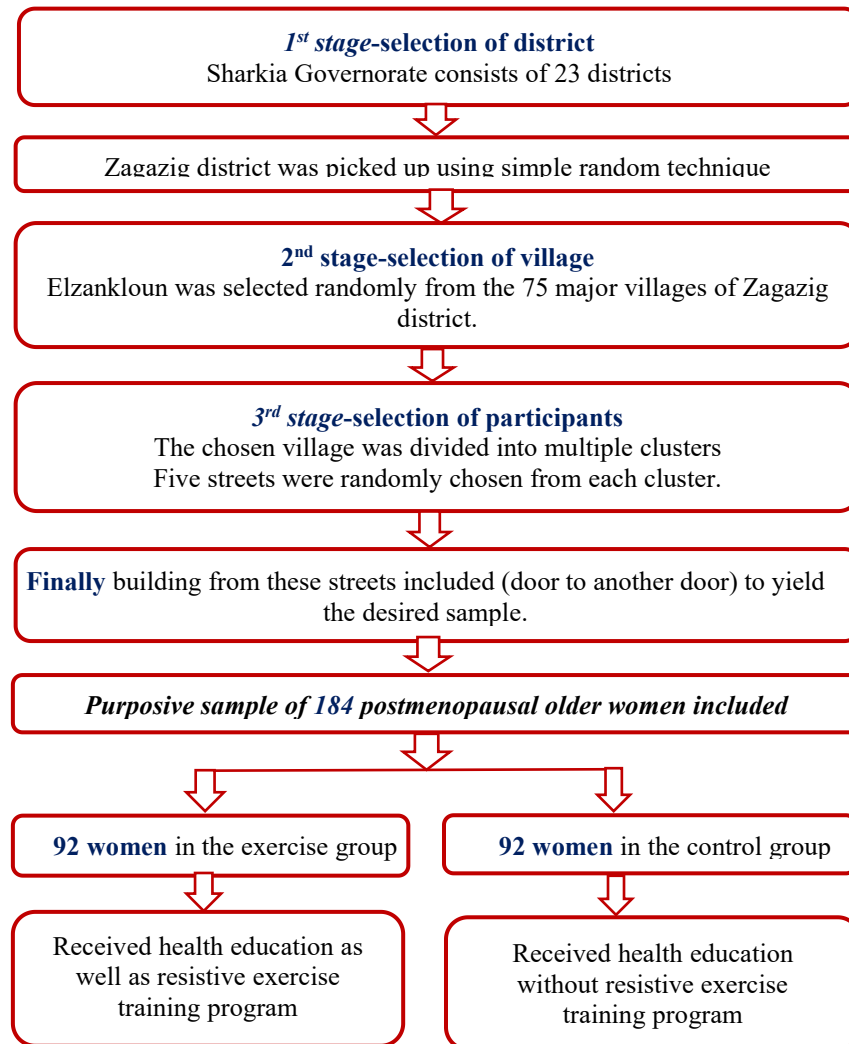 1st stage-selection of district
Sharkia Governorate consists of 23 districts
Zagazig district was picked up using simple random technique
2nd stage-selection of village
Elzankloun was selected randomly from the 75 major villages of Zagazig
district.
3rd stage-selection of participants
The chosen village was divided into multiple clusters
Five streets were randomly chosen from each cluster.
Finally building from these streets included (door to another door) to yield
the desired sample.
Purposive sample of 184 postmenopausal older women included
92 women in the exercise group
92 women in the control group
Received health education as
well as resistive exercise
training program
Received health education
without resistive exercise
training program